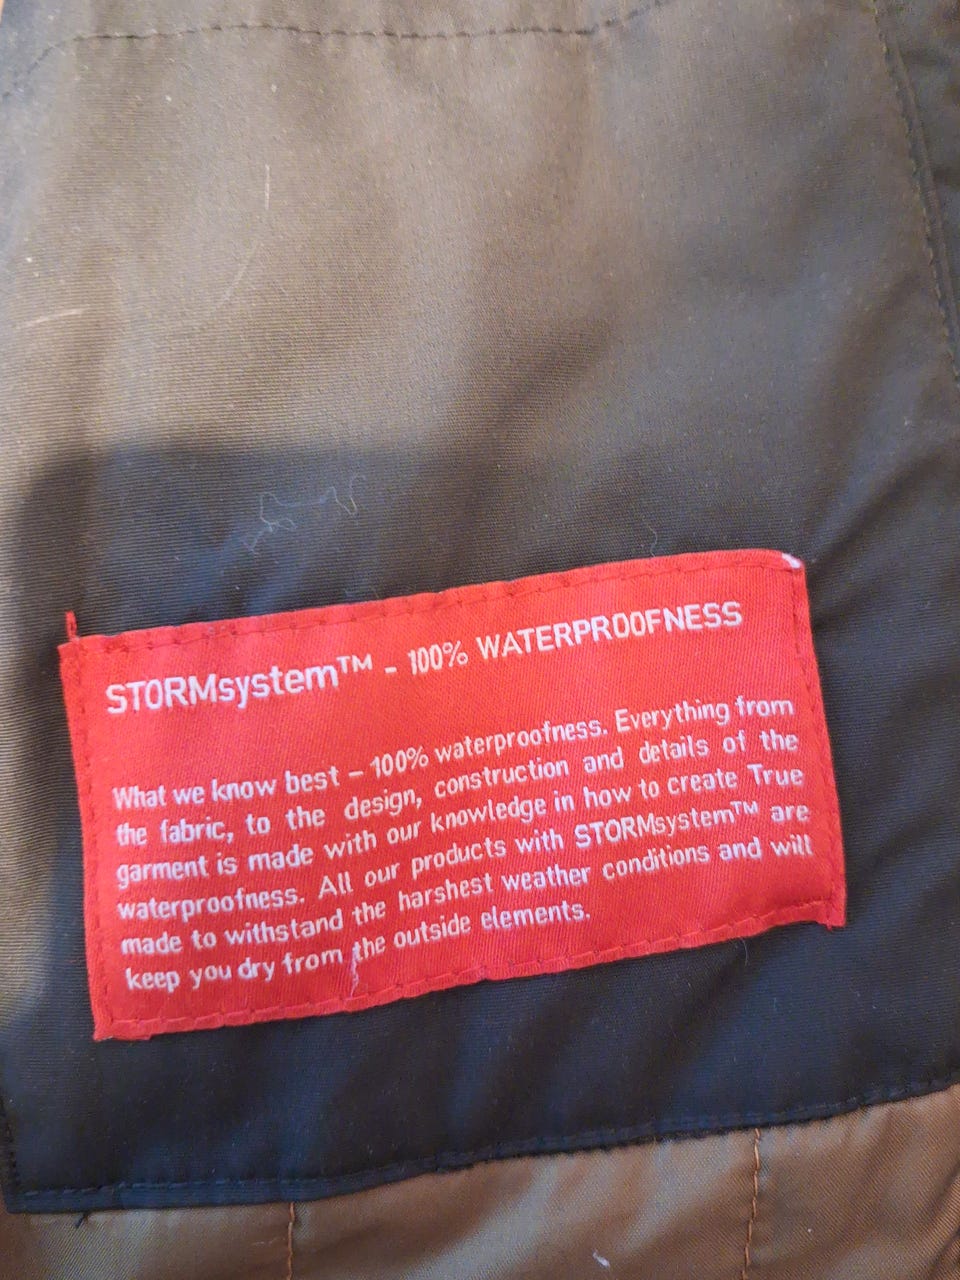 STORMsystem™ - 100% WATERPROOFNESS
What we know best – 100% waterproofness. Everything from
the fabric, to the design, construction and details of the
garment is made with our knowledge in how to create True
waterproofness. All our products with STORMsystem™ are
made to withstand the harshest weather conditions and will
keep you dry from the outside elements.